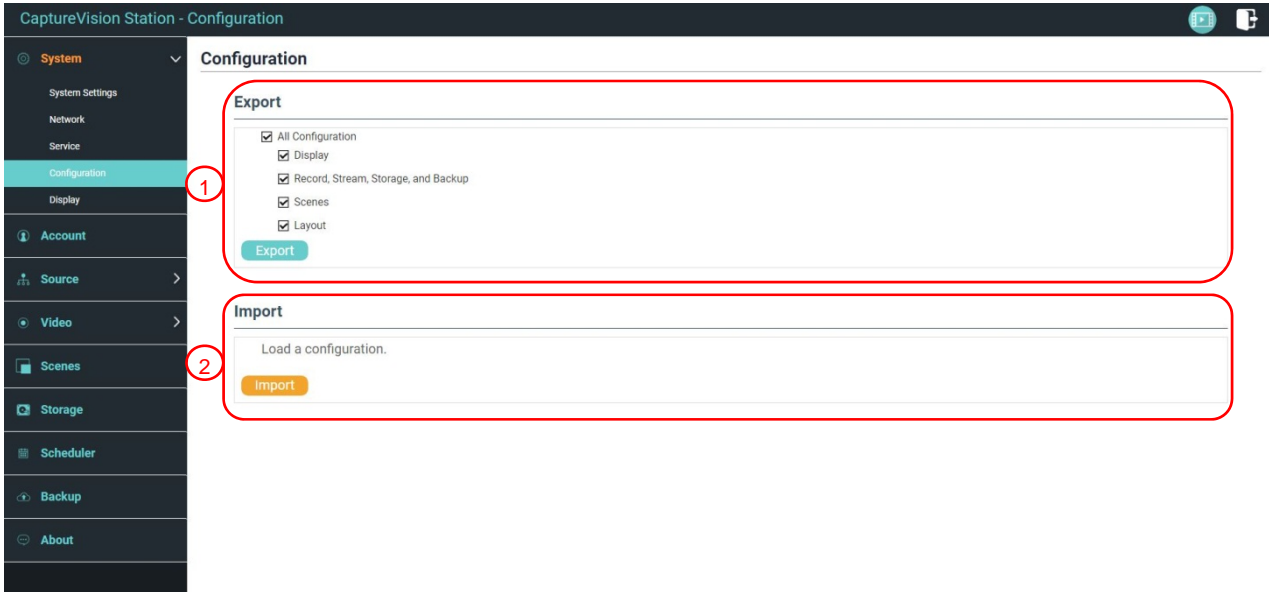 CaptureVision Station - Configuration
System
System Settings
Network
Service
Configuration
Display
Account
Source
Video
Scenes
Storage
Scheduler
Backup
About
Configuration
1
Export
All Configuration
Display
Record, Stream, Storage, and Backup
Scenes
Layout
Export
2
Import
Load a configuration.
Import